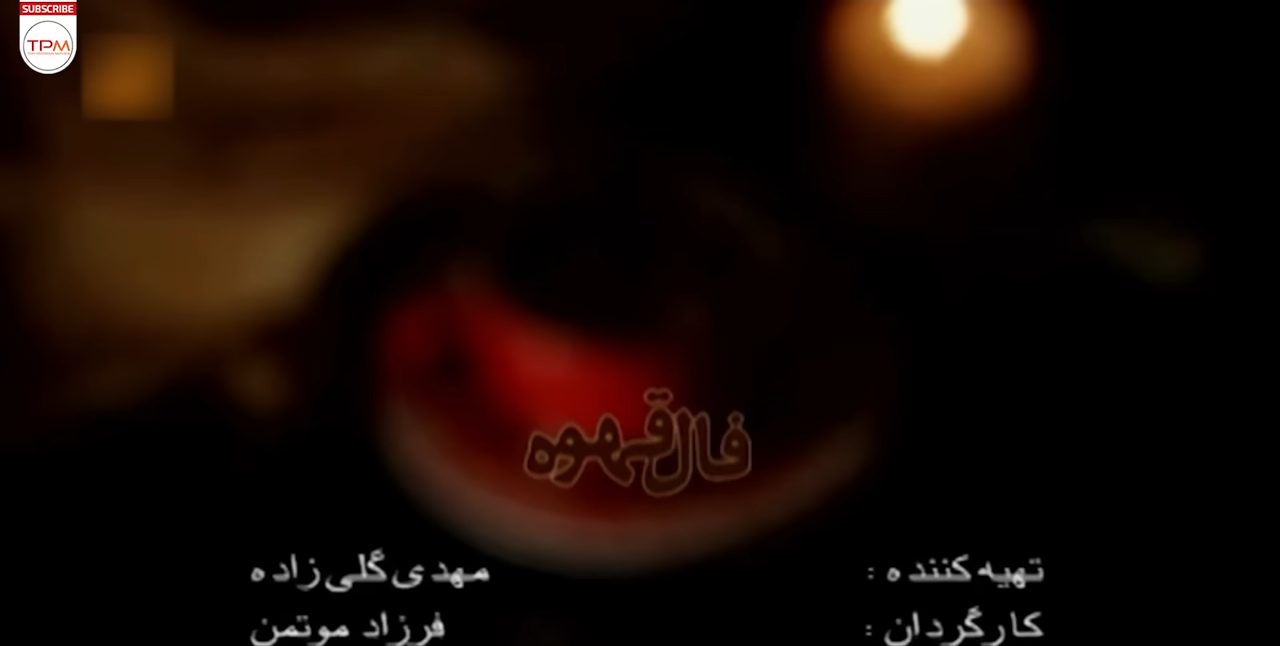 SUBSCRIBE
TPM
فال قهوه
تهیه کننده : مهدی گلی زاده
کارگردان : فرزاد موتمن